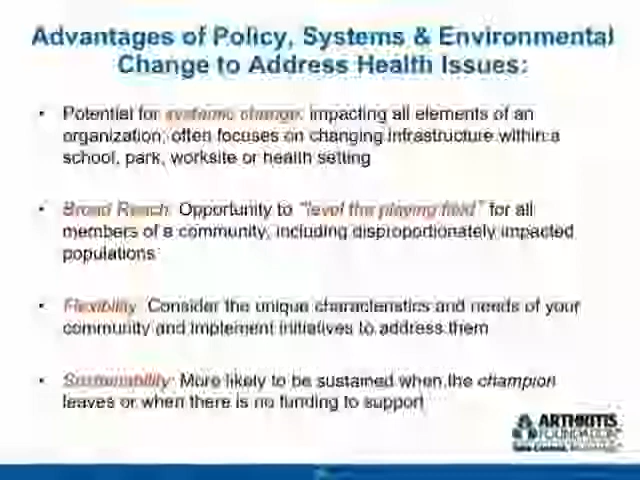 Advantages of Policy, Systems & Environmental
Change to Address Health Issues:
• Potential for systemic change: impacting all elements of an
organization; often focuses on changing infrastructure within a
school, park, worksite or health setting
• Broad Reach: Opportunity to "level the playing field" for all
members of a community, including disproportionately impacted
populations
• Flexibility: Consider the unique characteristics and needs of your
community and implement initiatives to address them
• Sustainability: More likely to be sustained when the champion
leaves or when there is no funding to support
ARTHRITIS
FOUNDATION